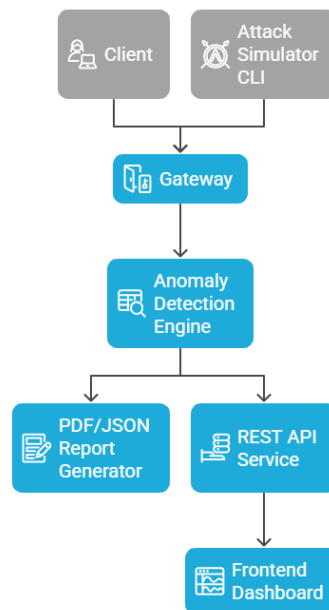 Client
Attack
Simulator
CLI
Gateway
Anomaly
Detection
Engine
PDF/JSON
Report
Generator
REST API
Service
Frontend
Dashboard